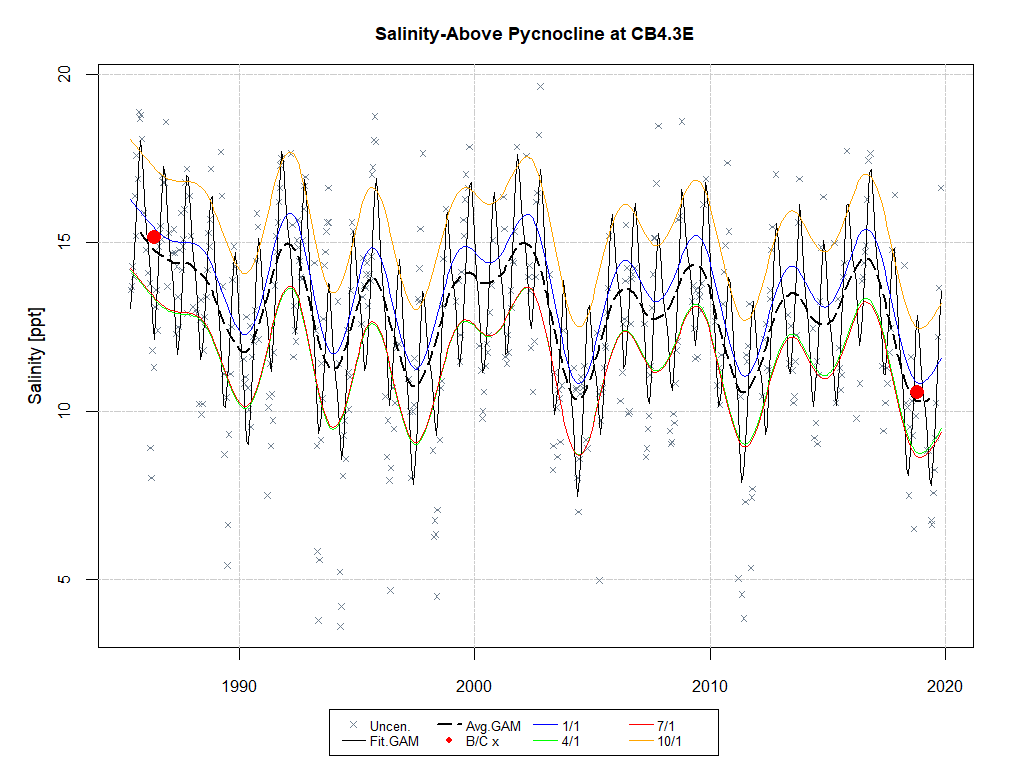 Salinity-Above Pycnocline at CB4.3E
Salinity [ppt]
20
15
10
5
1990 2000 2010 2020
Uncen. Avg.GAM 1/1 7/1
Fit.GAM B/C x 4/1 10/1